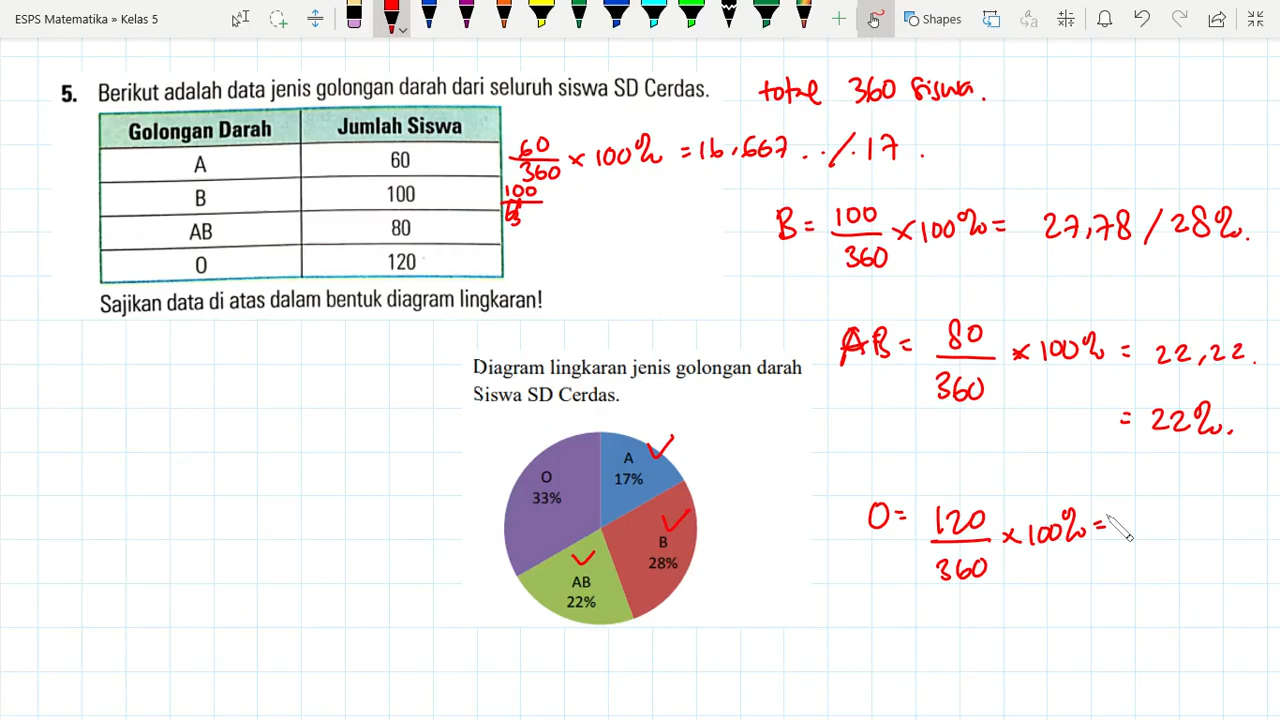 ESPS Matematika » Kelas 5
Shapes
5. Berikut adalah data jenis golongan darah dari seluruh siswa SD Cerdas.
total 360 siswa.
Golongan Darah Jumlah Siswa
A 60
B 100
AB 80
O 120
60/360 × 100% = 16,667 . . / . 17 .
100
B = 100/360 × 100% = 27,78 / 28%.
Sajikan data di atas dalam bentuk diagram lingkaran!
AB = 80/360 × 100% = 22,22.
= 22%.
Diagram lingkaran jenis golongan darah
Siswa SD Cerdas.
A
17%
O
33%
B
28%
AB
22%
O = 120/360 × 100% =